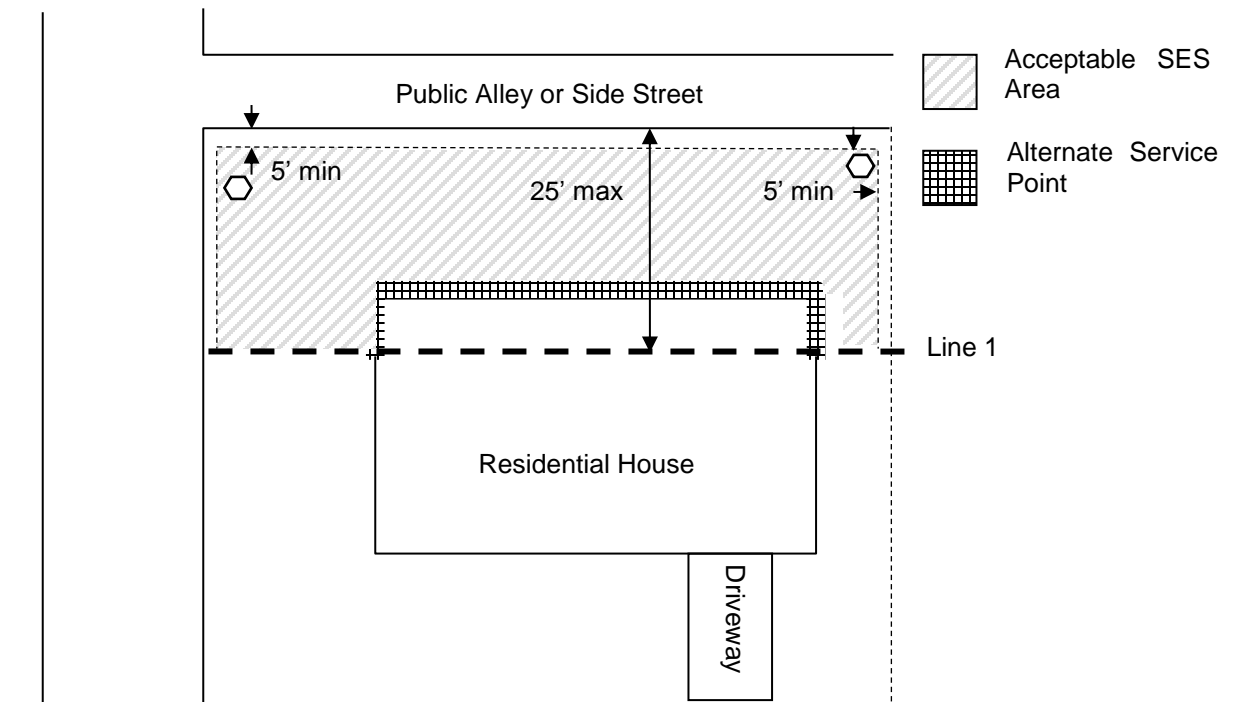 Acceptable SES
Area
Public Alley or Side Street
Alternate Service
Point
5’ min
25’ max
5’ min
Line 1
Residential House
Driveway